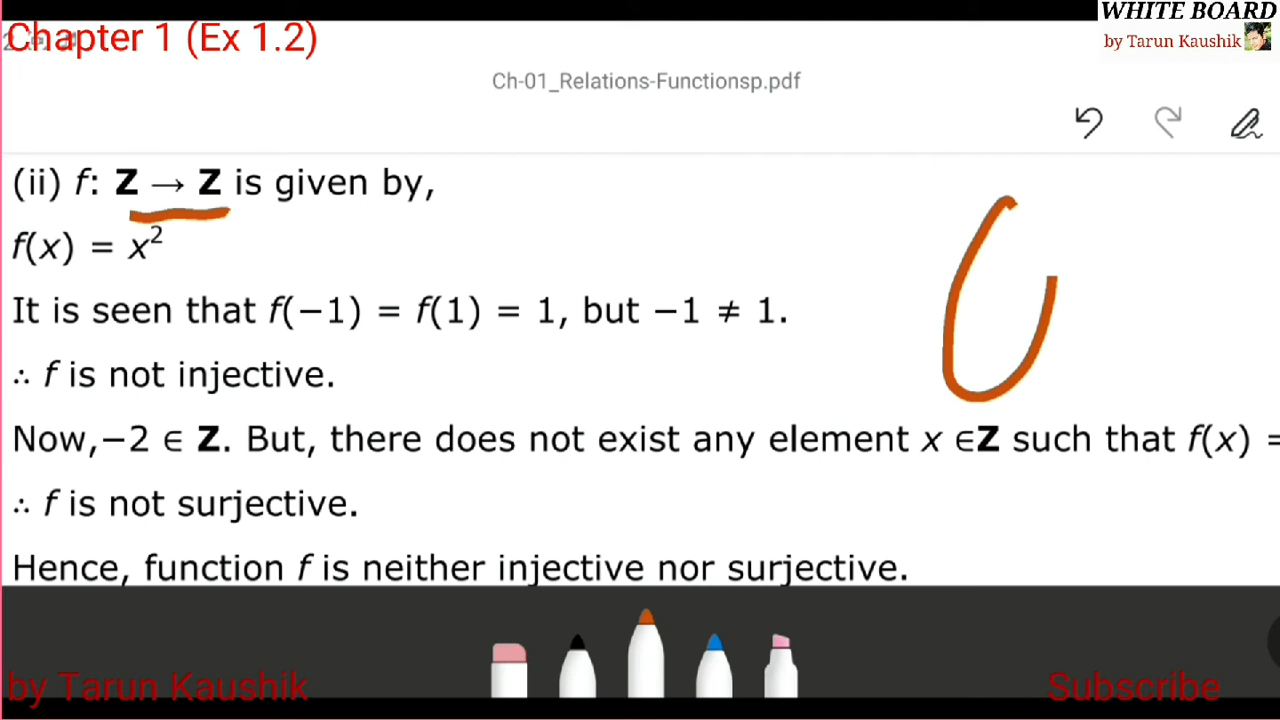 WHITE BOARD
Chapter 1 (Ex 1.2)
by Tarun Kaushik
Ch-01_Relations-Functionsp.pdf
(ii) f: Z → Z is given by,
f(x) = x²
It is seen that f(−1) = f(1) = 1, but −1 ≠ 1.
∴ f is not injective.
Now,−2 ∈ Z. But, there does not exist any element x ∈Z such that f(x) =
∴ f is not surjective.
Hence, function f is neither injective nor surjective.
by Tarun Kaushik
Subscribe